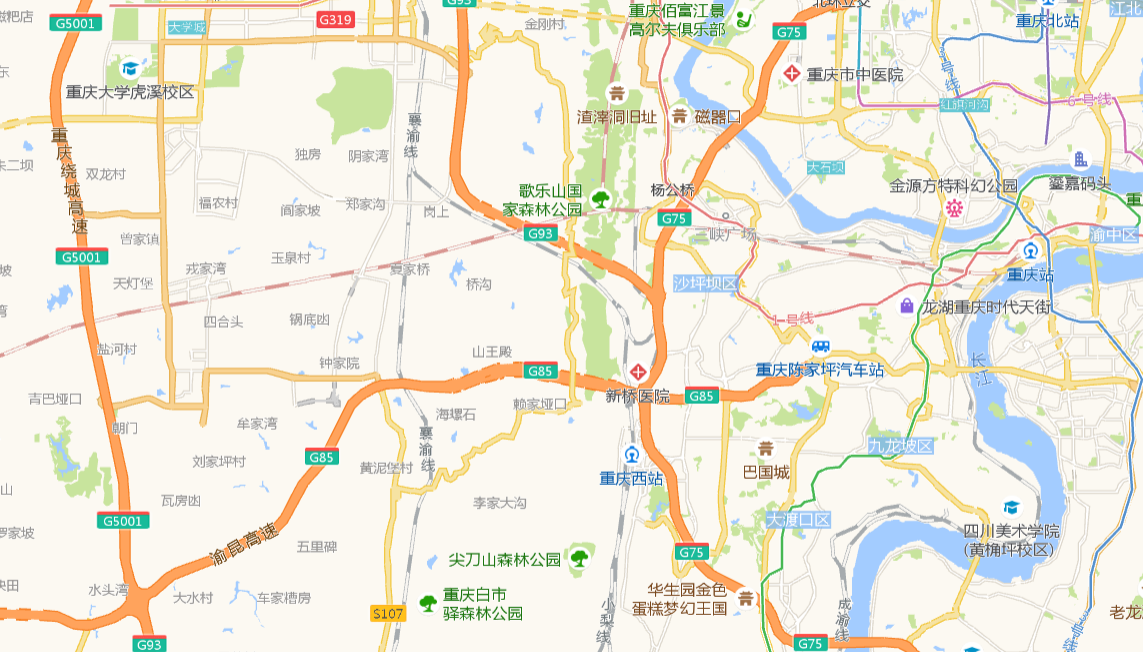 G5001
G319
G93
重庆佰富江景
高尔夫俱乐部
G75
重庆北站
江北
大学城
金刚村
重庆市中医院
重庆大学虎溪校区
渣滓洞旧址
磁器口
红旗河沟
6号线
重庆绕城高速
襄渝线
独房
阴家湾
双龙村
大石坝
金源方特科幻公园
鎏嘉码头
歌乐山国
家森林公园
杨公桥
福农村
阎家坡
郑家沟
岗上
G93
G75
三峡广场
渝中区
曾家镇
G5001
玉泉村
戎家湾
夏家桥
天灯堡
桥沟
沙坪坝区
重庆站
龙湖重庆时代天街
四合头
锅底凼
1号线
盐河村
山王殿
钟家院
G85
重庆陈家坪汽车站
长江
青巴垭口
赖家垭口
新桥医院
G85
海螺石
朝门
牟家湾
襄渝线
九龙坡区
G85
刘家坪村
黄泥堡村
重庆西站
巴国城
瓦房凼
李家大沟
G5001
大渡口区
四川美术学院
(黄桷坪校区)
渝昆高速
五里碑
G75
尖刀山森林公园
水头湾
大水村
车家槽房
重庆白市
驿森林公园
华生园金色
蛋糕梦幻王国
S107
小梨线
成渝线
G93
G75